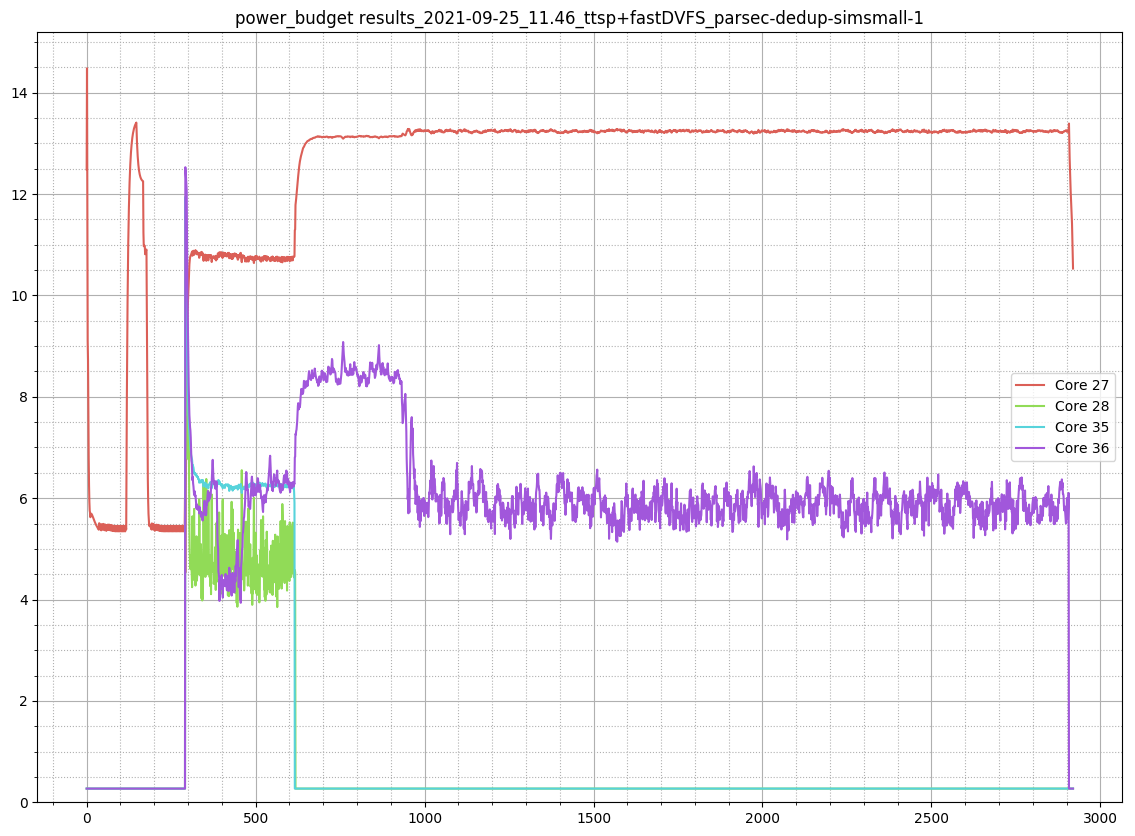 power_budget results_2021-09-25_11.46_ttsp+fastDVFS_parsec-dedup-simsmall-1
14
12
10
8
6
4
2
0
Core 27
Core 28
Core 35
Core 36
0 500 1000 1500 2000 2500 3000